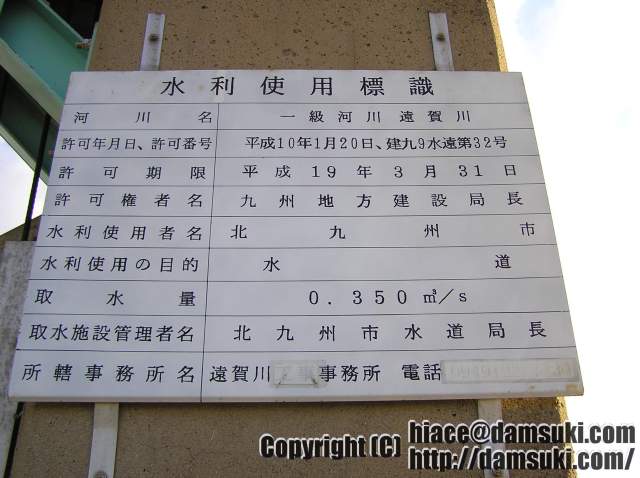 水利使用標識
河川名 一級河川遠賀川
許可年月日、許可番号 平成10年1月20日、建九9水遠第32号
許可期限 平成19年3月31日
許可権者名 九州地方建設局長
水利使用者名 北九州市
水利使用の目的 水道
取水量 0.350㎥/s
取水施設管理者名 北九州市水道局長
所轄事務所名 遠賀川事事務所 電話
Copyright (C) hiace@damsuki.com
http://damsuki.com/